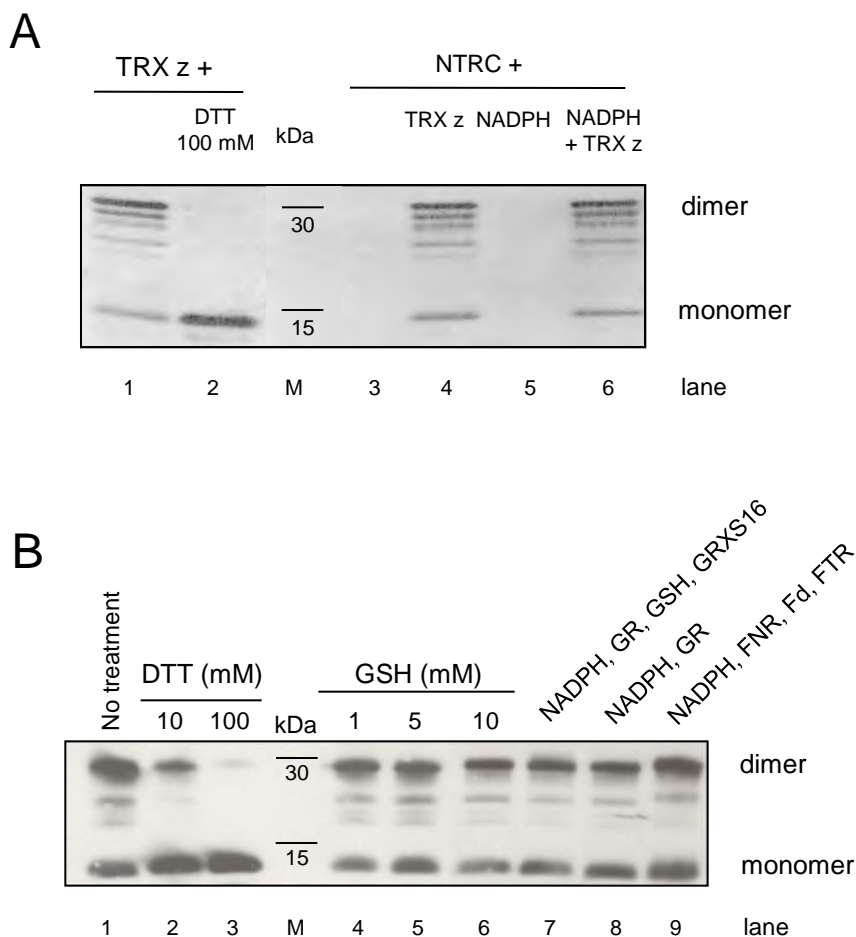 A
TRX z +
NTRC +
DTT
100 mM
kDa
TRX z
NADPH
NADPH
+ TRX z
30
dimer
15
monomer
1 2 M 3 4 5 6 lane
B
No treatment
DTT (mM)
GSH (mM)
NADPH, GR, GSH, GRXS16
NADPH, GR
NADPH, FNR, Fd, FTR
10 100 kDa 1 5 10
30
dimer
15
monomer
1 2 3 M 4 5 6 7 8 9 lane